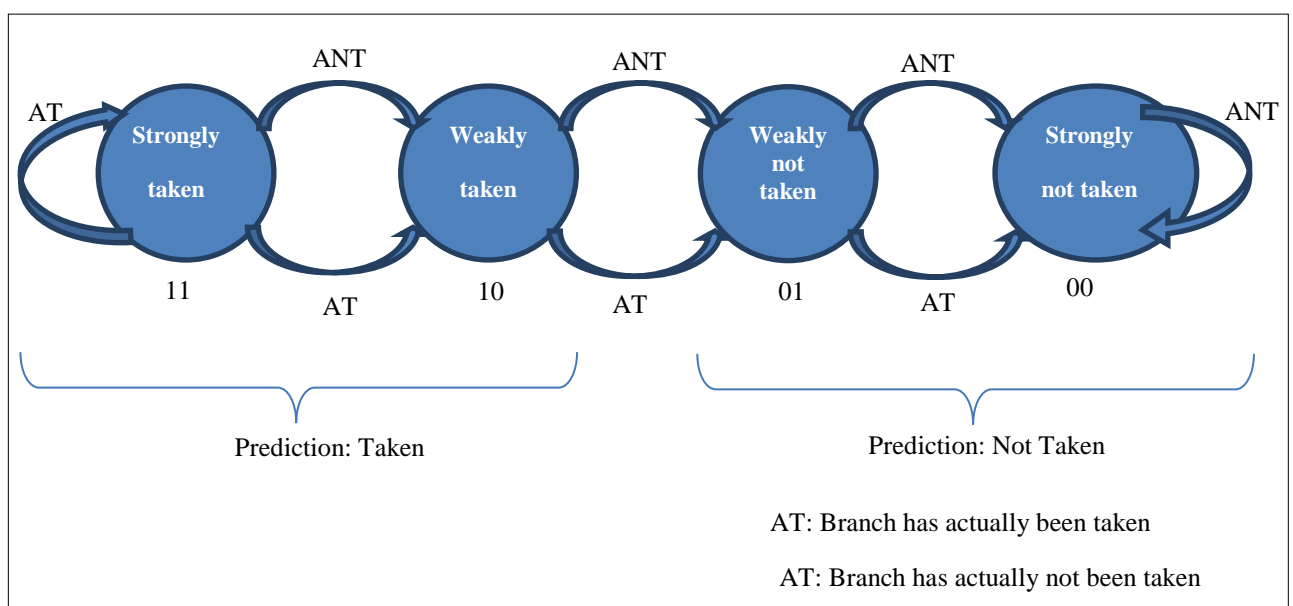 ANT
ANT
ANT
AT
ANT
Strongly
taken
Weakly
taken
Weakly
not
taken
Strongly
not taken
11
AT
10
AT
01
AT
00
Prediction: Taken
Prediction: Not Taken
AT: Branch has actually been taken
AT: Branch has actually not been taken